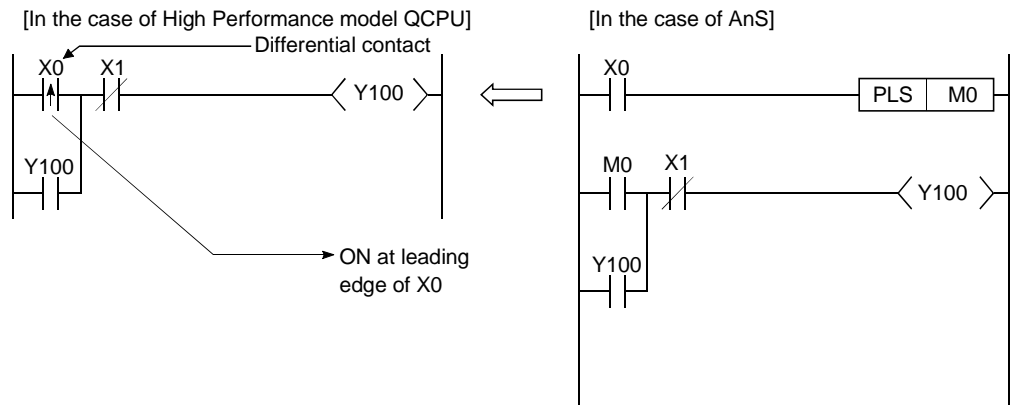 [In the case of High Performance model QCPU]
Differential contact
X0
X1
Y100
Y100
ON at leading
edge of X0
[In the case of AnS]
X0
PLS M0
M0
X1
Y100
Y100